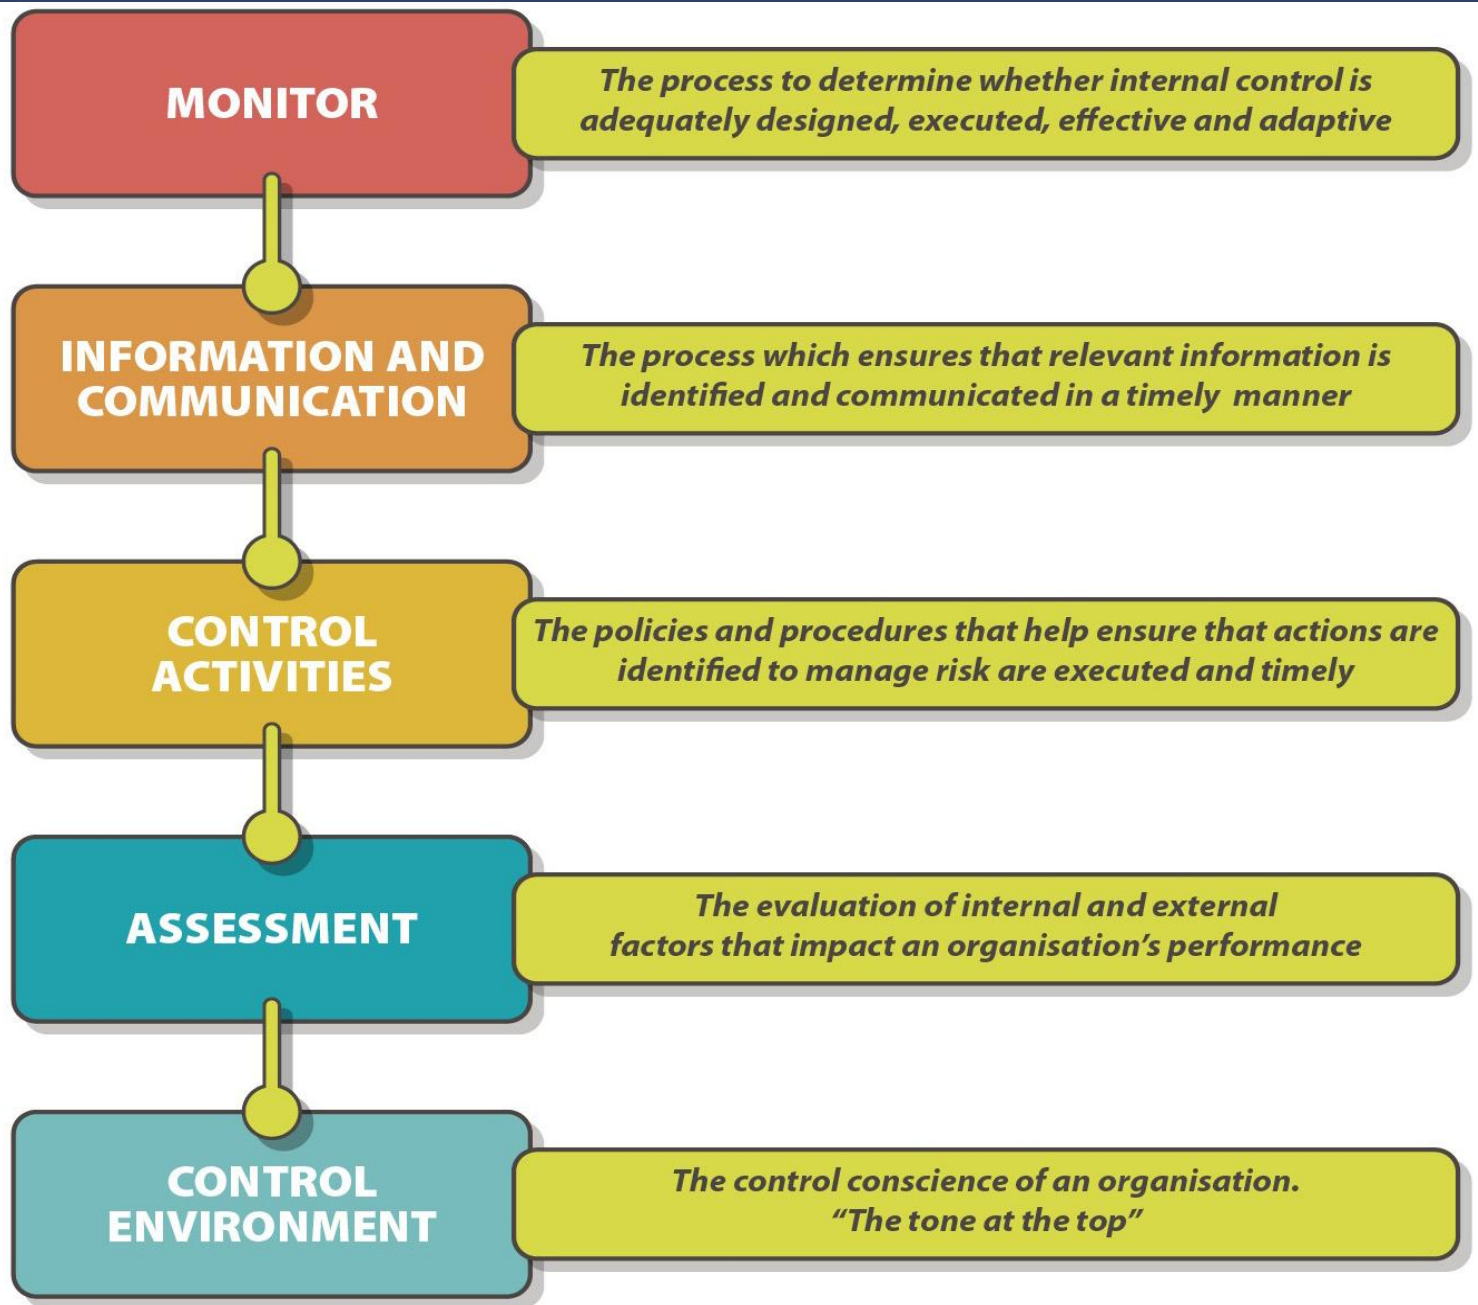 MONITOR
The process to determine whether internal control is
adequately designed, executed, effective and adaptive
INFORMATION AND
COMMUNICATION
The process which ensures that relevant information is
identified and communicated in a timely manner
CONTROL
ACTIVITIES
The policies and procedures that help ensure that actions are
identified to manage risk are executed and timely
ASSESSMENT
The evaluation of internal and external
factors that impact an organisation’s performance
CONTROL
ENVIRONMENT
The control conscience of an organisation.
“The tone at the top”